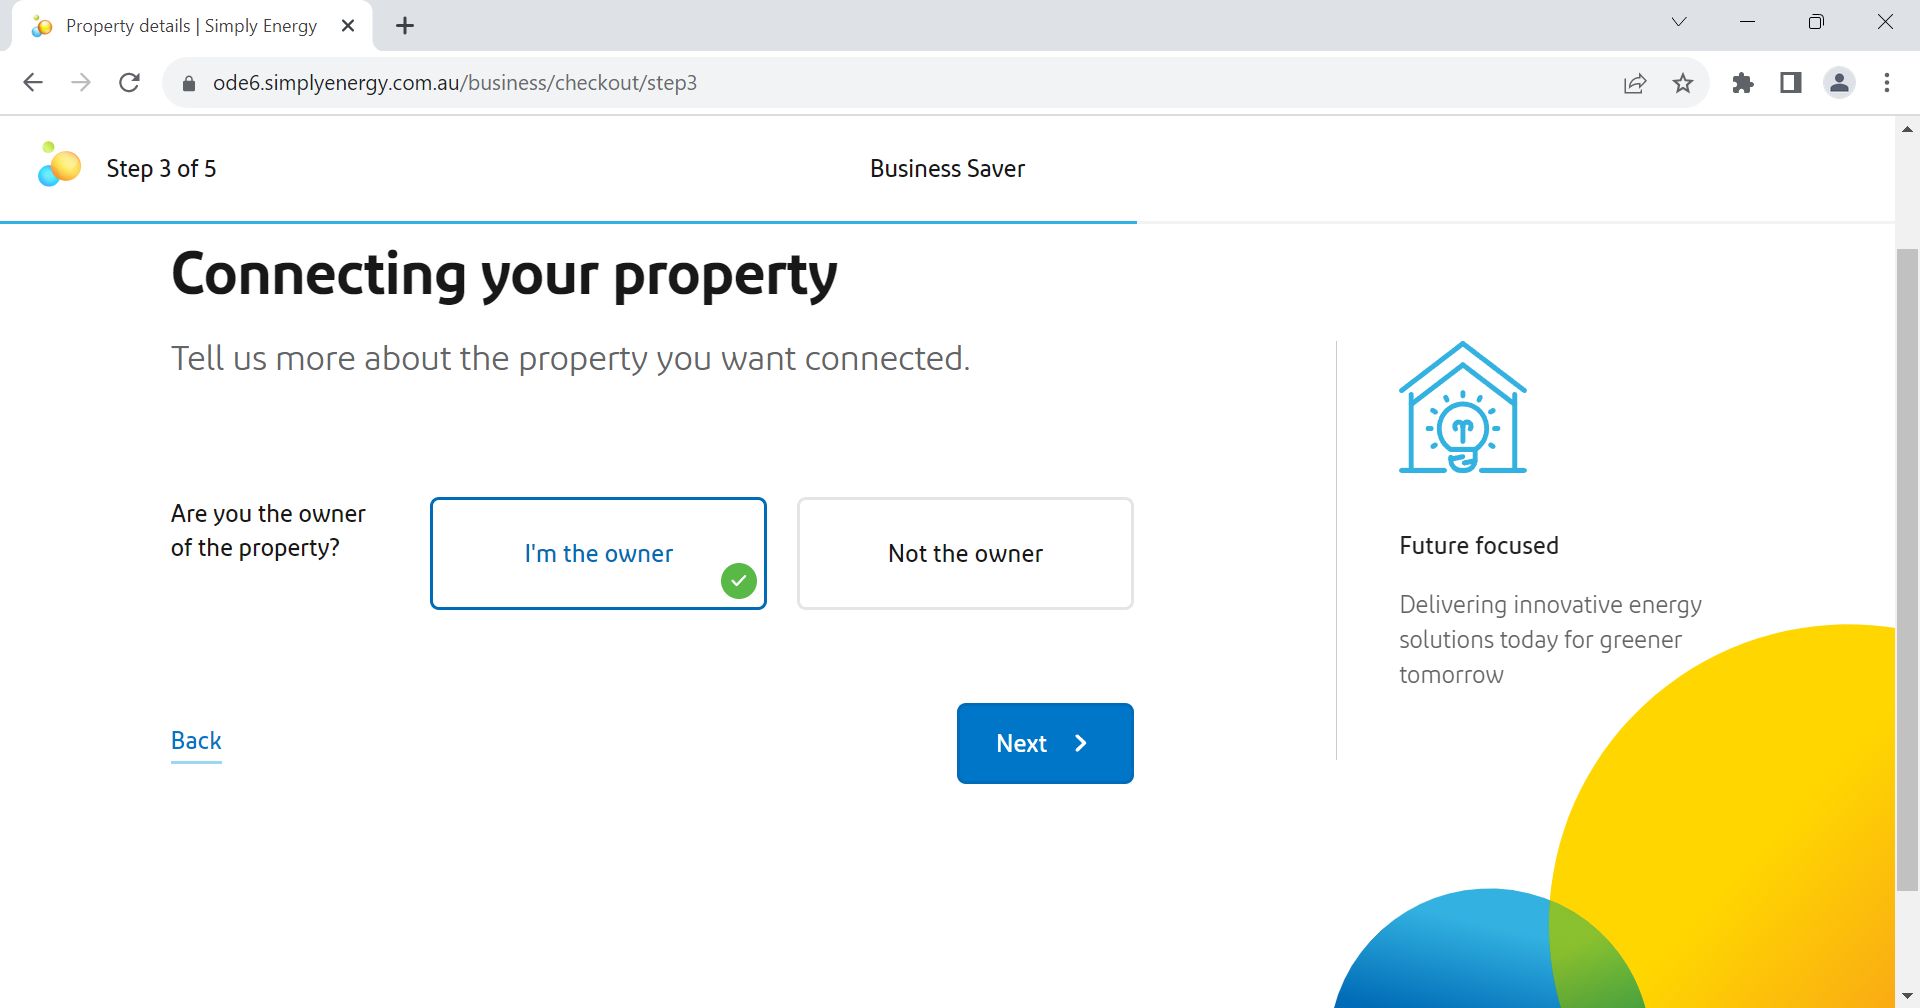 Property details | Simply Energy
ode6.simplyenergy.com.au/business/checkout/step3
Step 3 of 5
Business Saver
Connecting your property
Tell us more about the property you want connected.
Are you the owner
of the property?
I'm the owner
Not the owner
Back
Next
Future focused
Delivering innovative energy
solutions today for greener
tomorrow